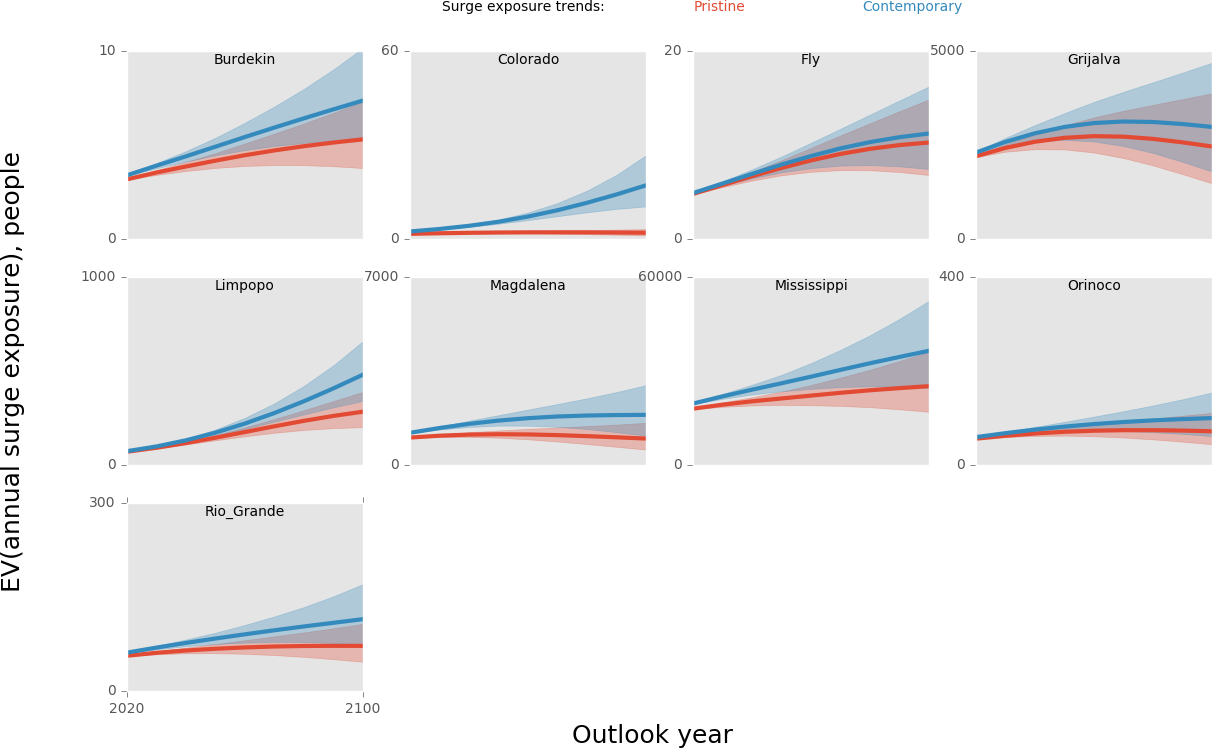 Surge exposure trends: Pristine Contemporary
10 60 20 5000
Burdekin Colorado Fly Grijalva
0 0 0 0
1000 7000 60000 400
Limpopo Magdalena Mississippi Orinoco
0 0 0 0
300
Rio_Grande
0
2020 2100
EV(annual surge exposure), people
Outlook year